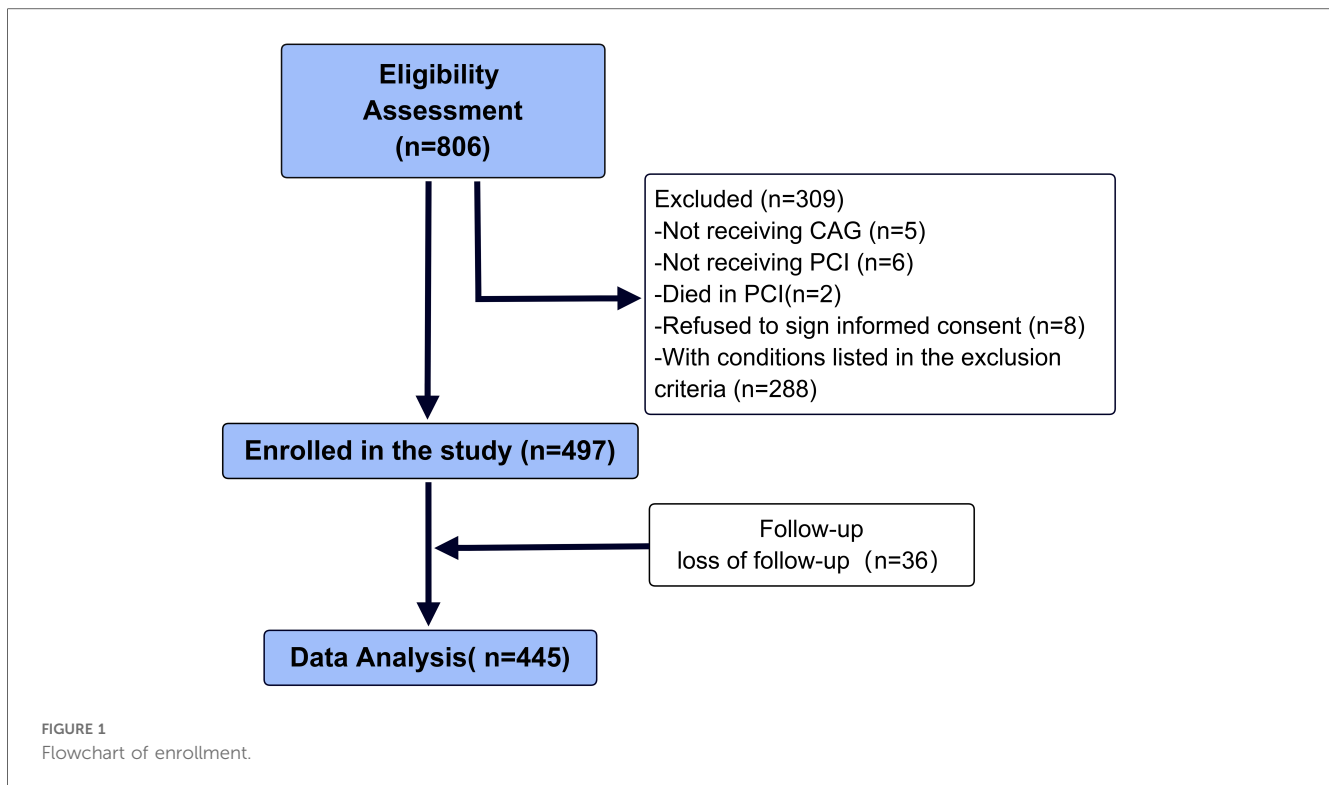 Eligibility
Assessment
(n=806)
Excluded (n=309)
-Not receiving CAG (n=5)
-Not receiving PCI (n=6)
-Died in PCI(n=2)
-Refused to sign informed consent (n=8)
-With conditions listed in the exclusion
criteria (n=288)
Enrolled in the study (n=497)
Follow-up
loss of follow-up（n=36）
Data Analysis( n=445)
FIGURE 1
Flowchart of enrollment.